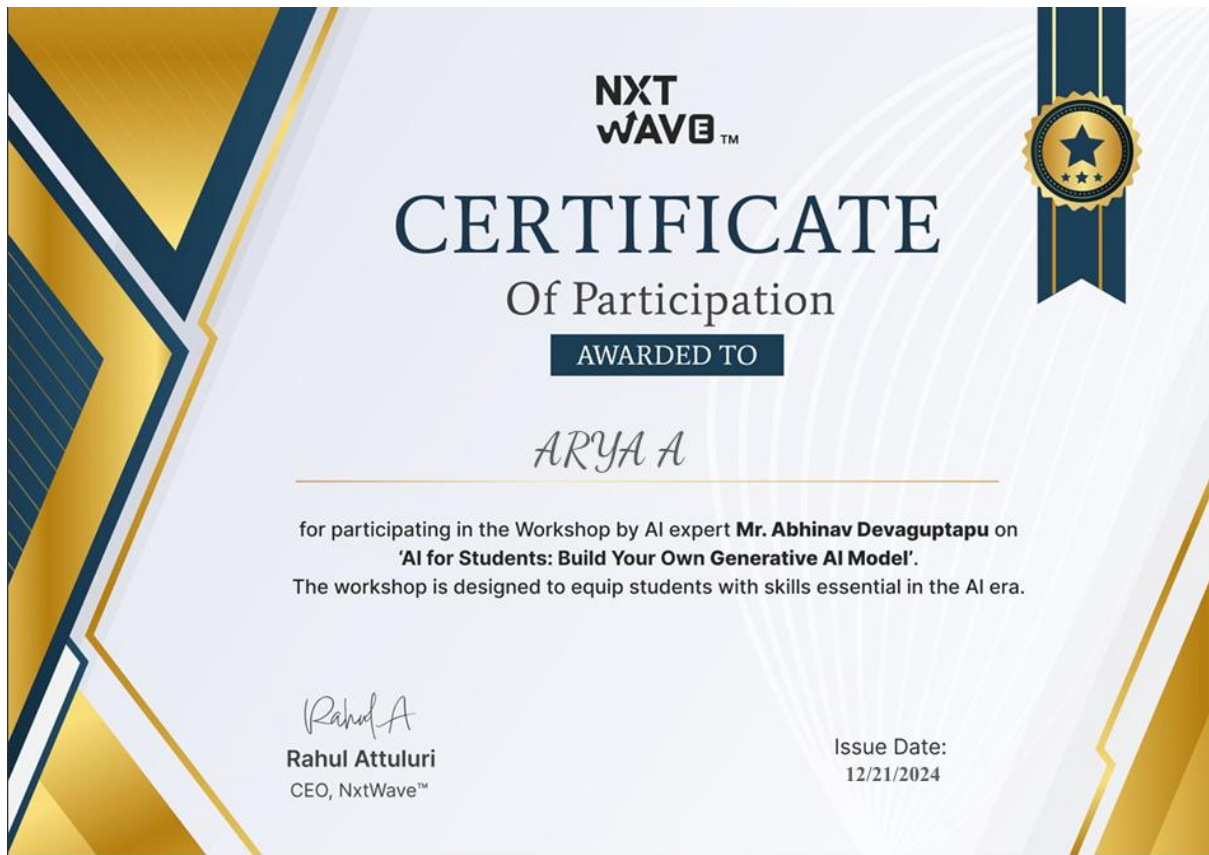 NXT
WAVE™
CERTIFICATE
Of Participation
AWARDED TO
ARYA A
for participating in the Workshop by AI expert Mr. Abhinav Devaguptapu on
‘AI for Students: Build Your Own Generative AI Model’.
The workshop is designed to equip students with skills essential in the AI era.
Rahul A
Rahul Attuluri
CEO, NxtWave™
Issue Date:
12/21/2024